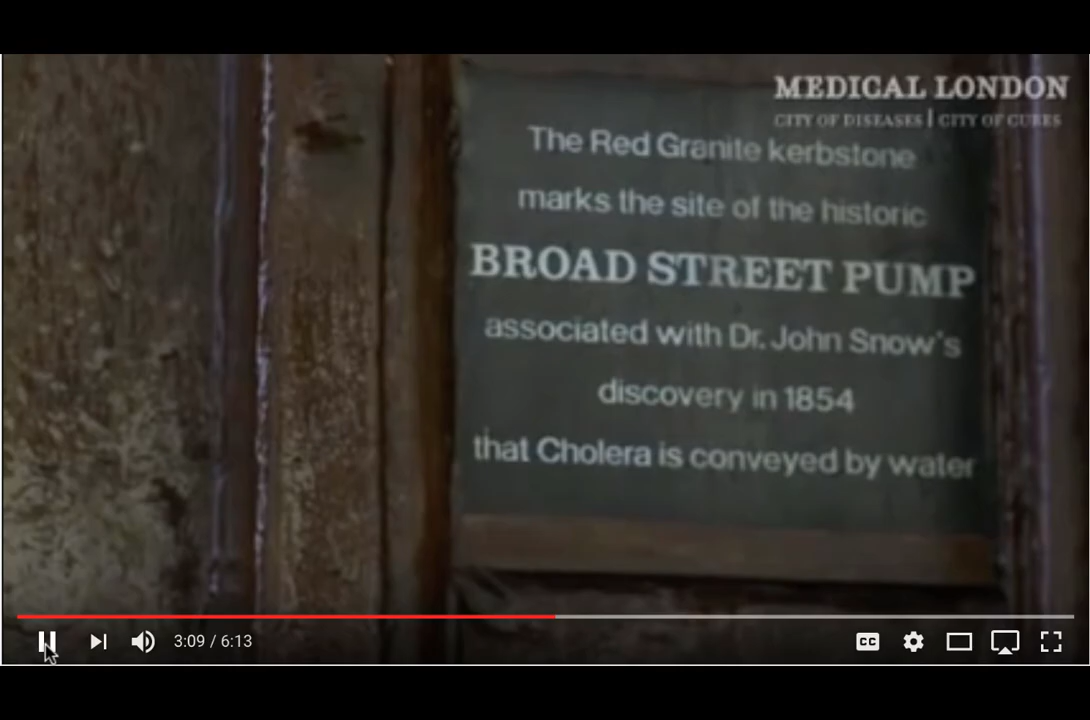 MEDICAL LONDON
CITY OF DISEASES | CITY OF CURES
The Red Granite kerbstone
marks the site of the historic
BROAD STREET PUMP
associated with Dr. John Snow's
discovery in 1854
that Cholera is conveyed by water
3:09 / 6:13
CC